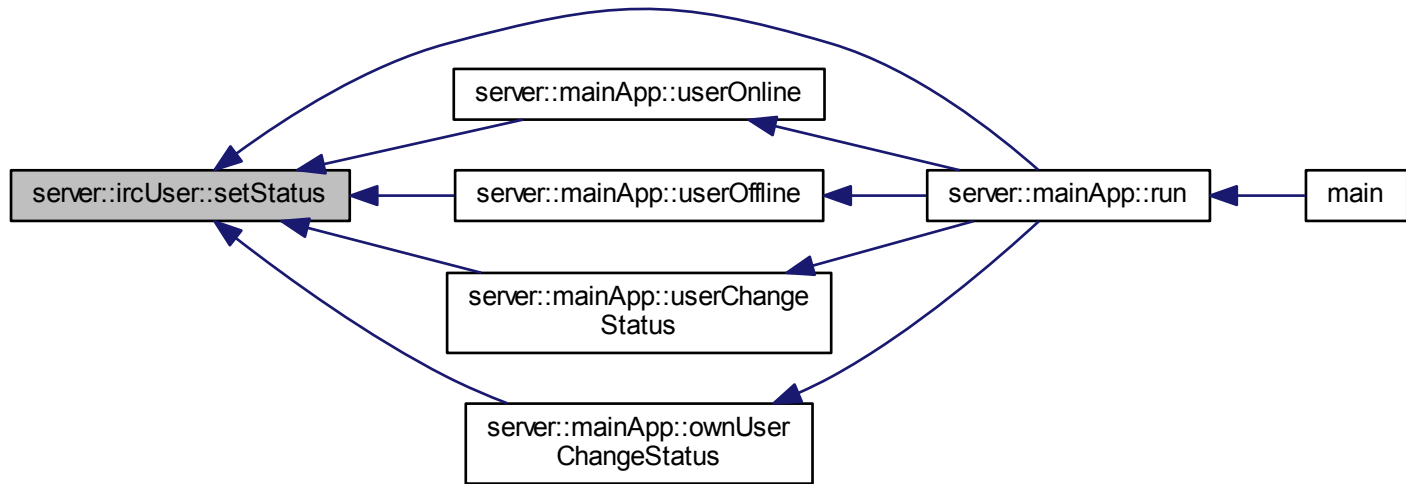 server::mainApp::userOnline
server::ircUser::setStatus
server::mainApp::userOffline
server::mainApp::run
main
server::mainApp::userChange
Status
server::mainApp::ownUser
ChangeStatus